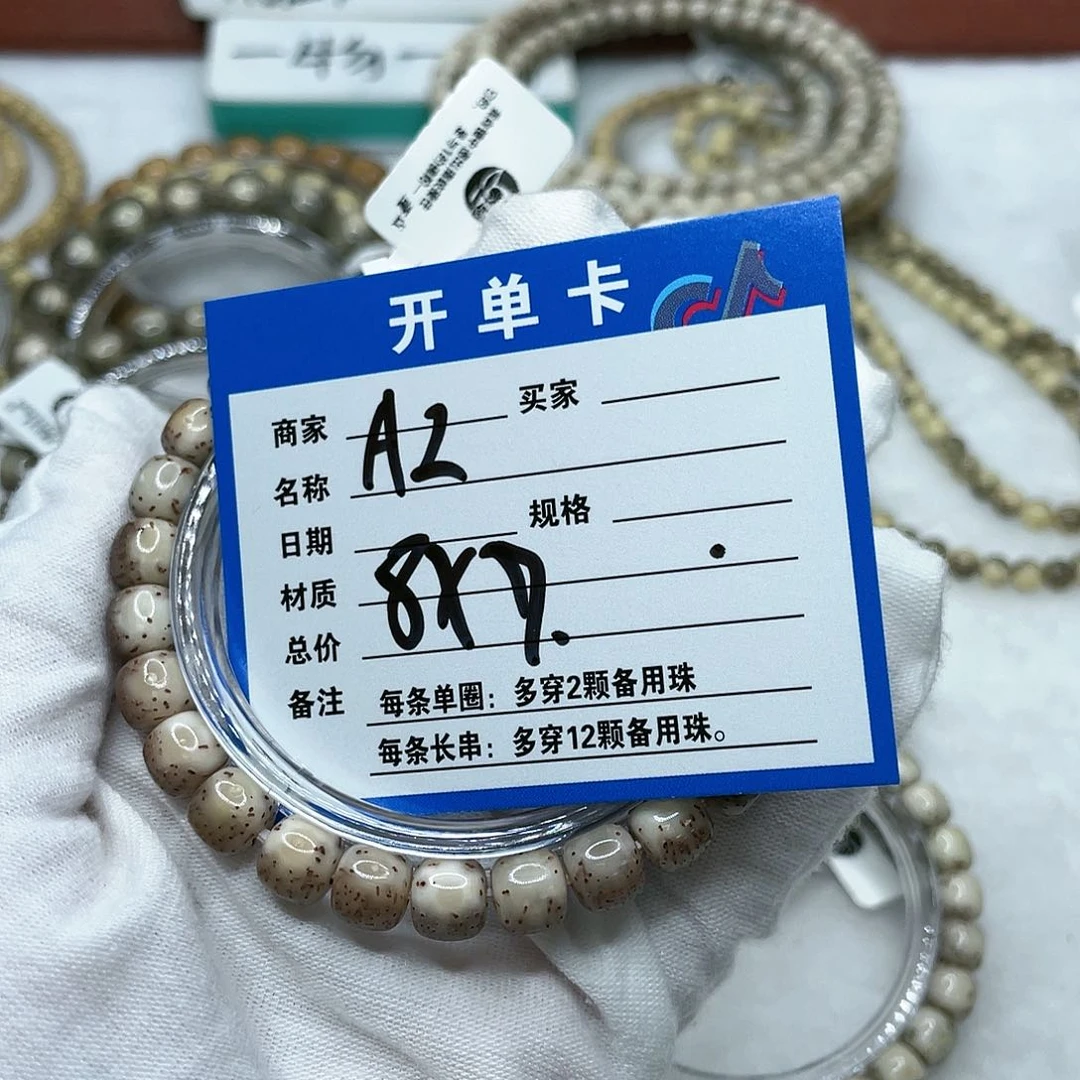 开单卡
商家 A2 买家
名称
日期 规格
材质 8X7.
总价
备注 每条单圈：多穿2颗备用珠
每条长串：多穿12颗备用珠。